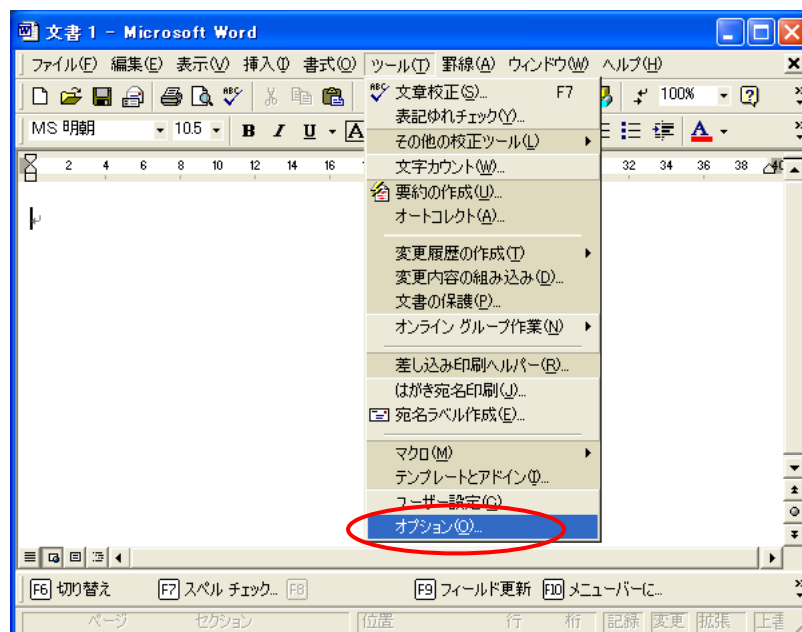 文書 1 - Microsoft Word
ファイル(F) 編集(E) 表示(V) 挿入(I) 書式(O) ツール(T) 罫線(A) ウィンドウ(W) ヘルプ(H)
100%
MS 明朝 10.5 B I U A A
2 4 6 8 10 12 14 16 32 34 36 38
文章校正(S)... F7
表記ゆれチェック(Y)...
その他の校正ツール(L)
文字カウント(W)...
要約の作成(U)...
オートコレクト(A)...
変更履歴の作成(T)
変更内容の組み込み(D)...
文書の保護(P)...
オンライン グループ作業(N)
差し込み印刷ヘルパー(R)...
はがき宛名印刷(J)...
宛名ラベル作成(E)...
マクロ(M)
テンプレートとアドイン(I)...
ユーザー設定(C)...
オプション(O)...
F6 切り替え F7 スペル チェック... F8 F9 フィールド更新 F10 メニューバーに...
ページ セクション 位置 行 桁 記録 変更 拡張